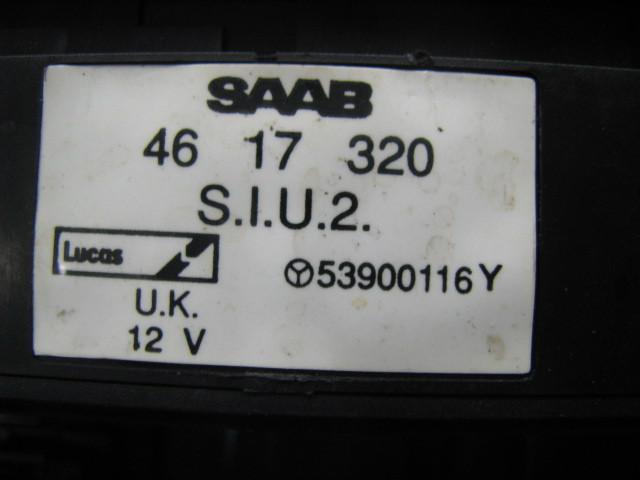 SAAB
46 17 320
S.I.U.2.
Lucas
53900116Y
U.K.
12 V